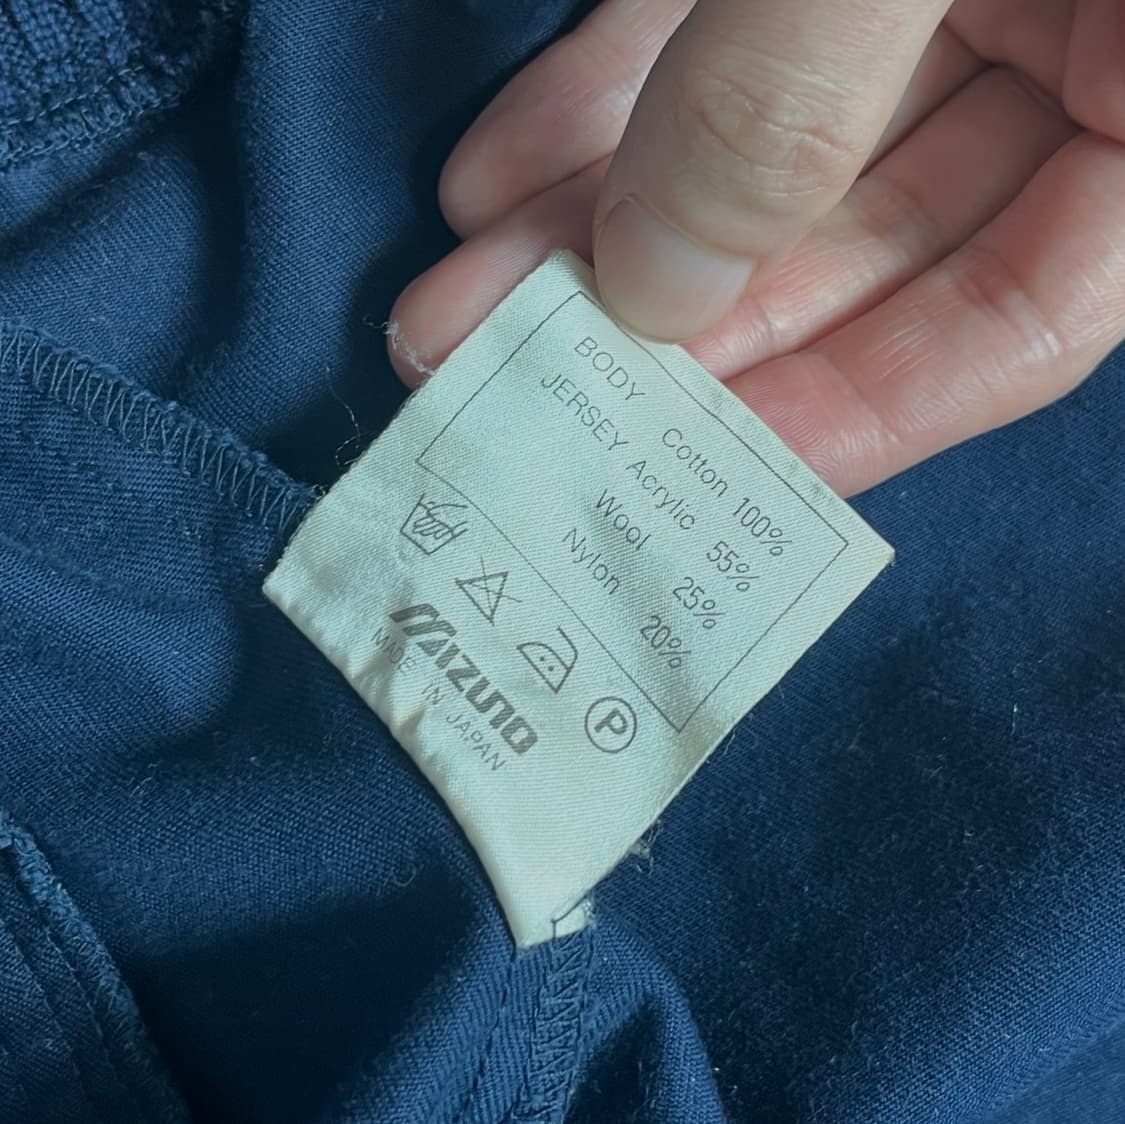 BODY Cotton 100%
JERSEY Acrylic 55%
Wool 25%
Nylon 20%
P
MIZUNO
MADE IN JAPAN